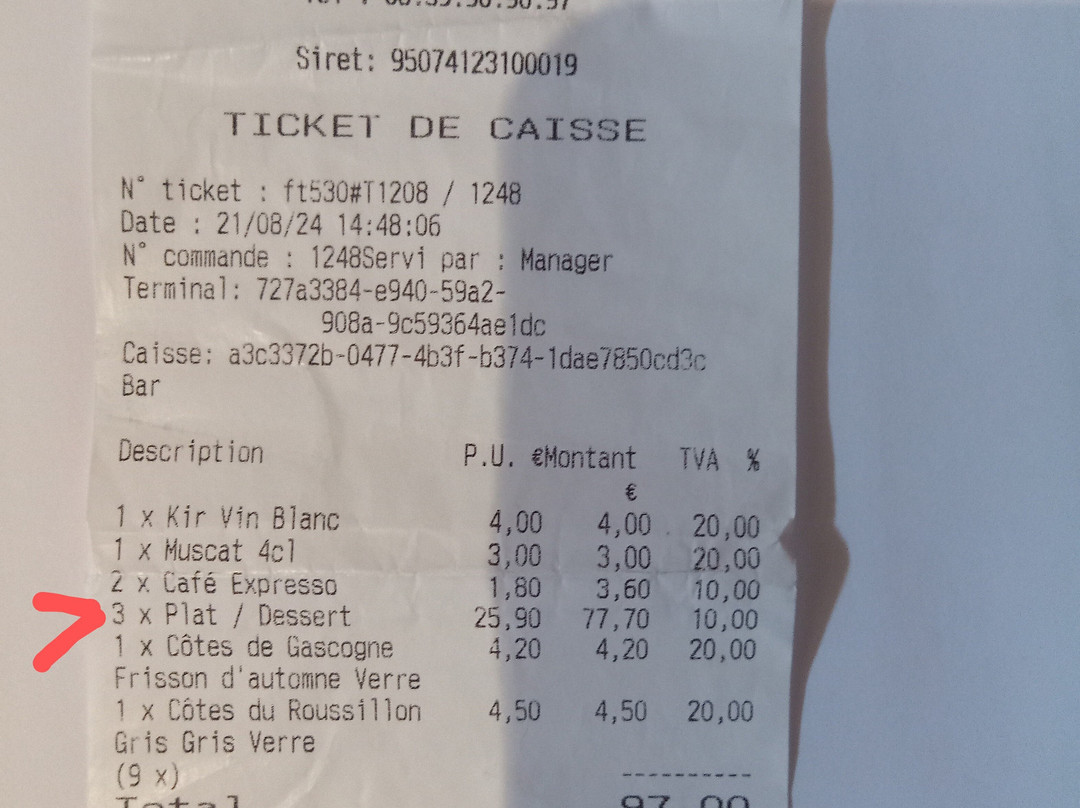 Siret: 95074123100019
TICKET DE CAISSE
N° ticket : ft530#T1208 / 1248
Date : 21/08/24 14:48:06
N° commande : 1248Servi par : Manager
Terminal: 727a3384-e940-59a2-
908a-9c59364ae1dc
Caisse: a3c3372b-0477-4b3f-b374-1dae7850cd3c
Bar
Description P.U. €Montant TVA %
€
1 x Kir Vin Blanc 4,00 4,00 20,00
1 x Muscat 4cl 3,00 3,00 20,00
2 x Café Expresso 1,80 3,60 10,00
3 x Plat / Dessert 25,90 77,70 10,00
1 x Côtes de Gascogne 4,20 4,20 20,00
Frisson d'automne Verre
1 x Côtes du Roussillon 4,50 4,50 20,00
Gris Gris Verre
(9 x) ----------
Total 97,00